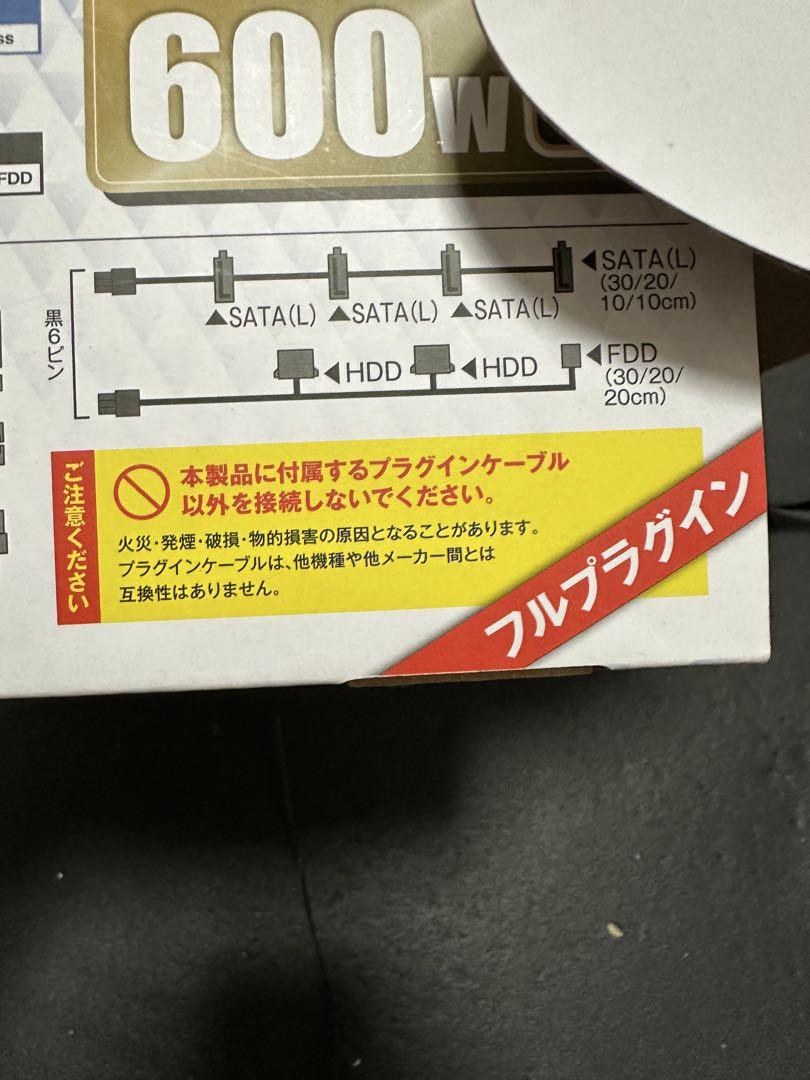 ss
600W
FDD
◀SATA(L)
(30/20/
10/10cm)
▲SATA(L) ▲SATA(L) ▲SATA(L)
黒6ピン
◀HDD ◀HDD ◀FDD
(30/20/
20cm)
ご注意ください
本製品に付属するプラグインケーブル
以外を接続しないでください。
火災・発煙・破損・物的損害の原因となることがあります。
プラグインケーブルは、他機種や他メーカー間とは
互換性はありません。
フルプラグイン